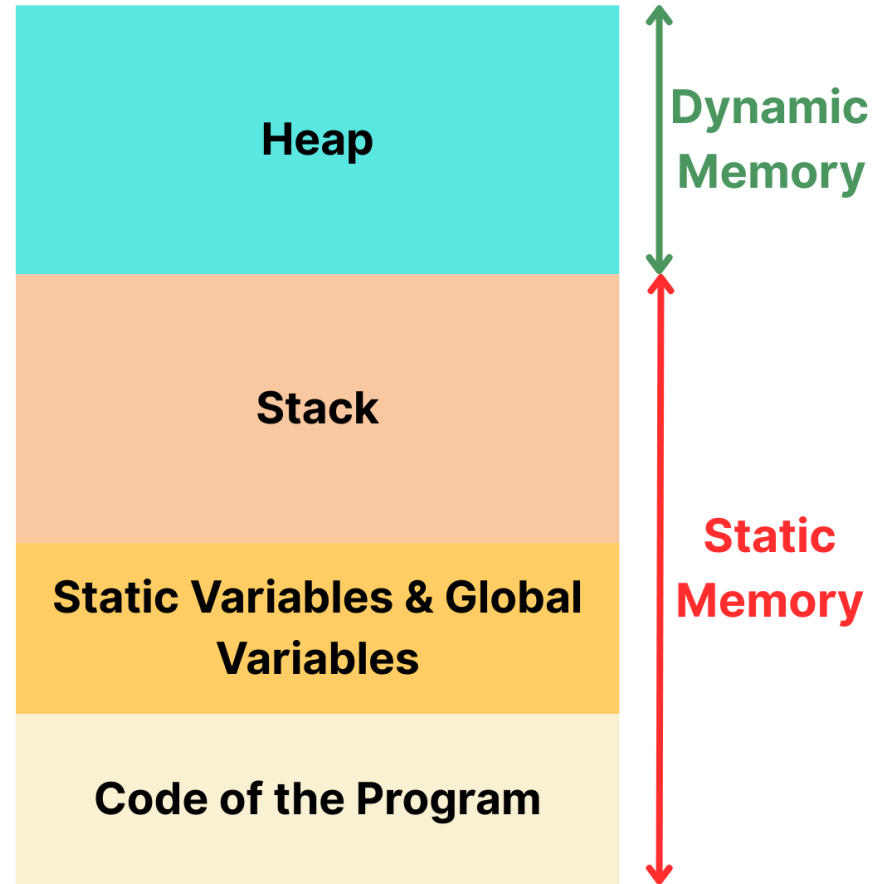 Heap
Dynamic
Memory
Stack
Static
Memory
Static Variables & Global
Variables
Code of the Program